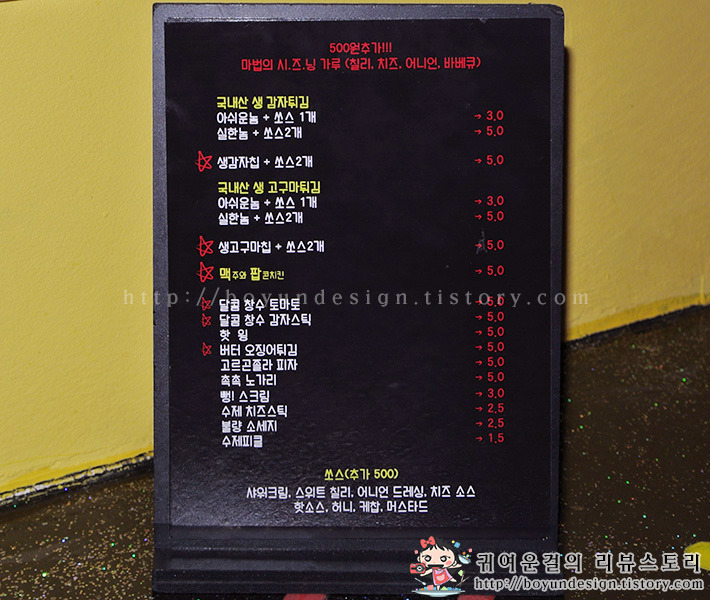 500원추가!!!
마법의 시.즈.닝 가루 (칠리, 치즈, 어니언, 바베큐)
국내산 생 감자튀김
아쉬운놈 + 쏘스 1개 → 3.0
실한놈 + 쏘스2개 → 5.0
생감자칩 + 쏘스2개 → 5.0
국내산 생 고구마튀김
아쉬운놈 + 쏘스 1개 → 3.0
실한놈 + 쏘스2개 → 5.0
생고구마칩 + 쏘스2개 → 5.0
맥주와 팝콘치킨 → 5.0
http://boyundesign.tistory.com
달콤 창수 토마토 → 5.0
달콤 창수 감자스틱 → 5.0
핫 윙 → 5.0
버터 오징어튀김 → 5.0
고르곤졸라 피자 → 5.0
촉촉 노가리 → 5.0
뻥! 스크림 → 3.0
수제 치즈스틱 → 2.5
불량 소세지 → 2.5
수제피클 → 1.5
쏘스(추가 500)
샤워크림, 스위트 칠리, 어니언 드레싱, 치즈 소스
핫소스, 허니, 케찹, 머스타드
귀여운걸의 리뷰스토리
http://boyundesign.tistory.com